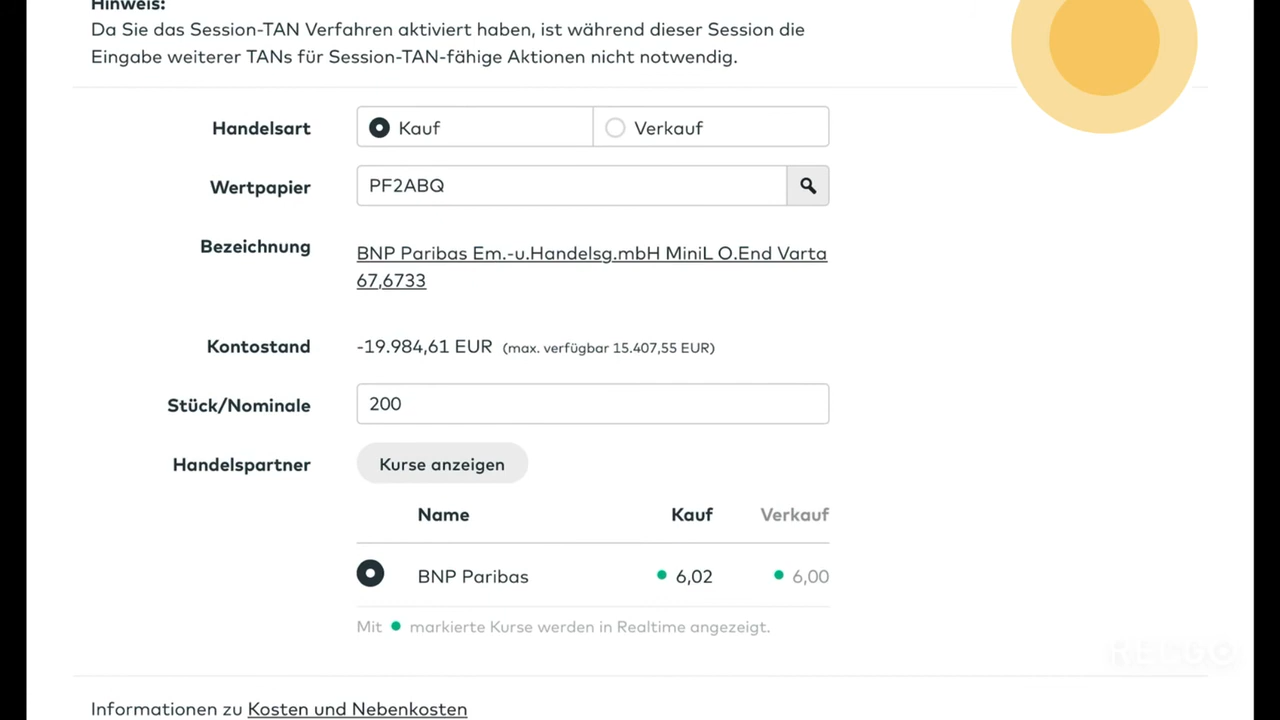 Hinweis:
Da Sie das Session-TAN Verfahren aktiviert haben, ist während dieser Session die
Eingabe weiterer TANs für Session-TAN-fähige Aktionen nicht notwendig.
Handelsart Kauf Verkauf
Wertpapier PF2ABQ
Bezeichnung BNP Paribas Em.-u.Handelsg.mbH MiniL O.End Varta
67,6733
Kontostand -19.984,61 EUR (max. verfügbar 15.407,55 EUR)
Stück/Nominale 200
Handelspartner Kurse anzeigen
Name Kauf Verkauf
BNP Paribas 6,02 6,00
Mit markierte Kurse werden in Realtime angezeigt.
RECGO
Informationen zu Kosten und Nebenkosten